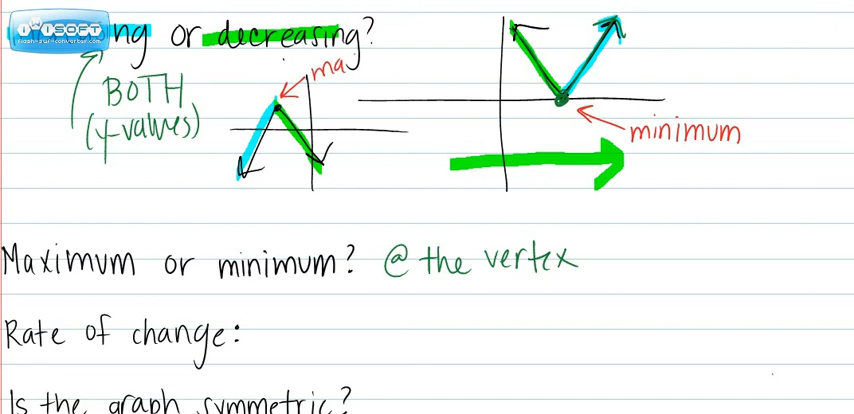 iWISOFT
ng or decreasing?
BOTH
(y-values)
ma
minimum
Maximum or minimum? @ the vertex
Rate of change:
Is the graph symmetric?